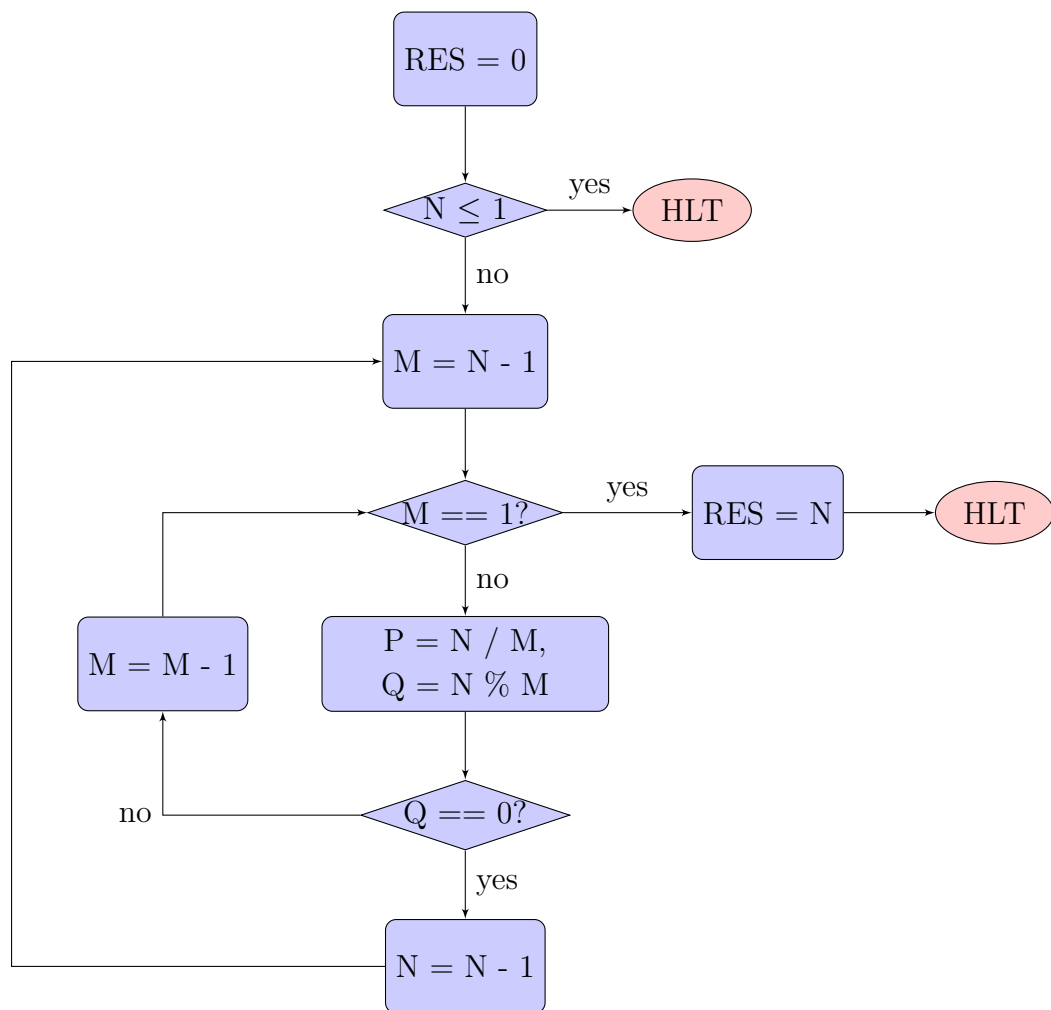 RES = 0
N ≤ 1
yes
HLT
no
M = N - 1
M == 1?
yes
RES = N
HLT
no
M = M - 1
P = N / M,
Q = N % M
Q == 0?
no
yes
N = N - 1